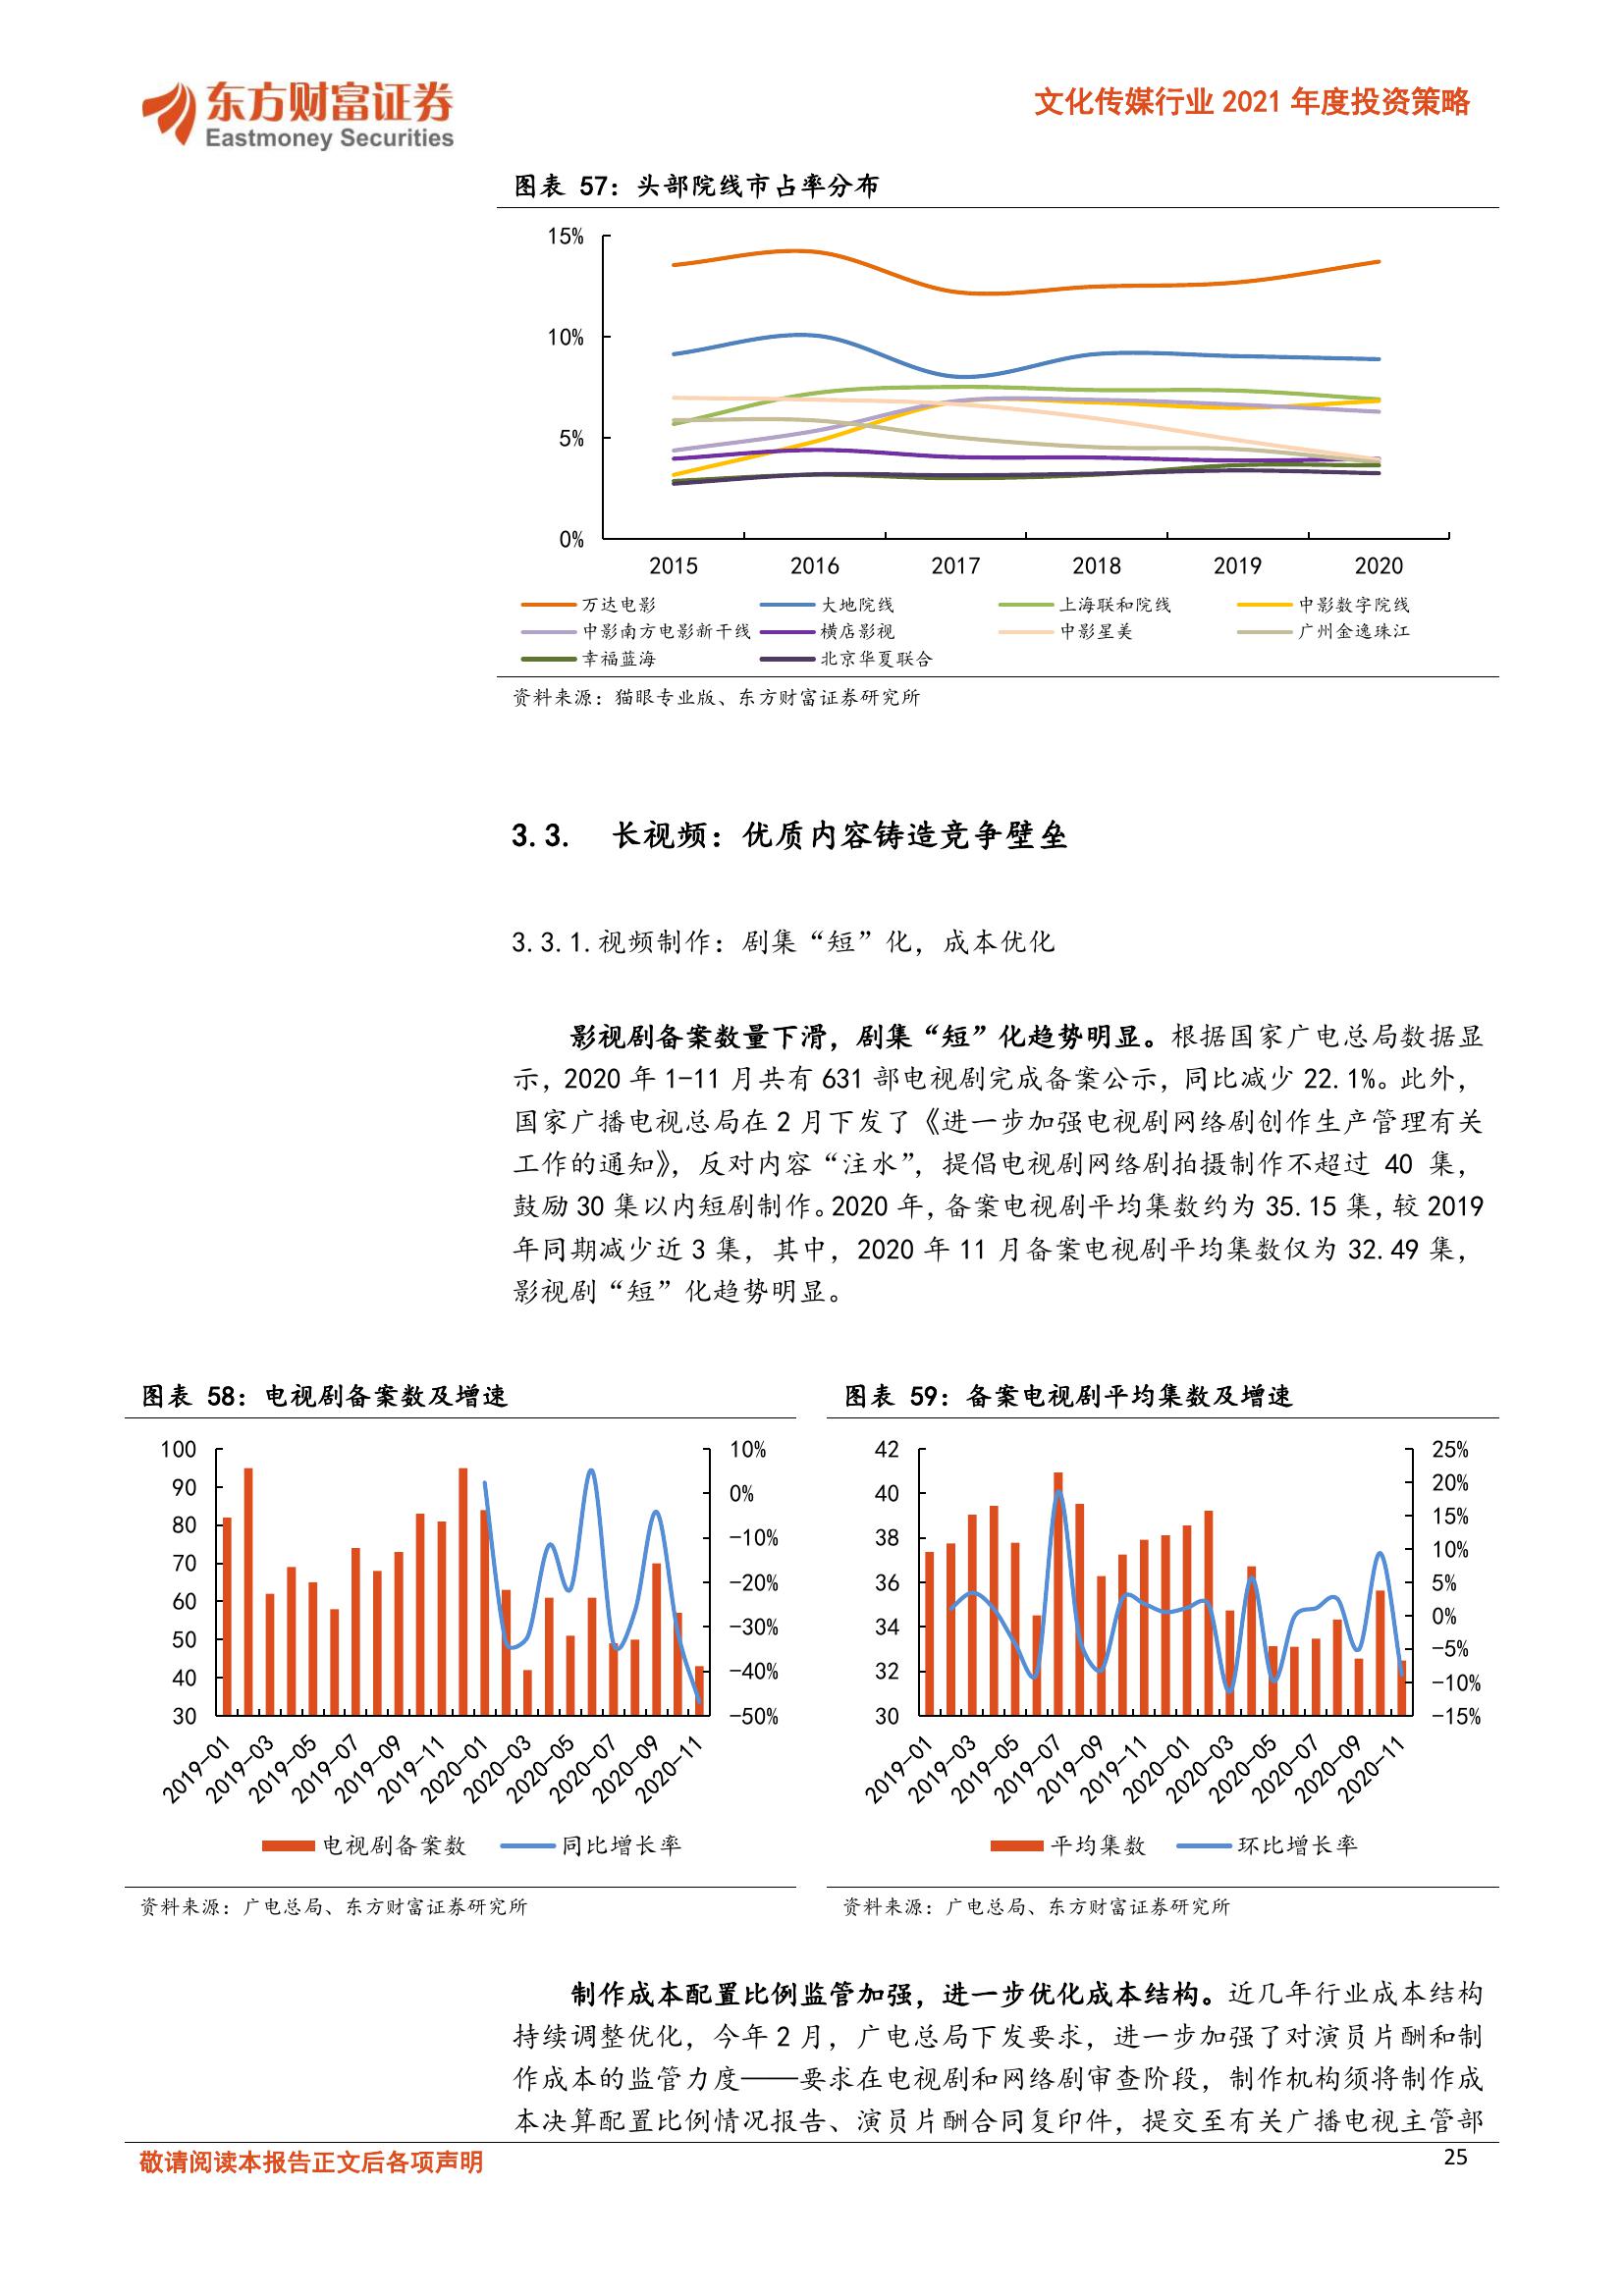 东方财富证券
Eastmoney Securities
文化传媒行业 2021 年度投资策略
图表 57：头部院线市占率分布
15%
10%
5%
0%
2015 2016 2017 2018 2019 2020
万达电影 大地院线 上海联和院线 中影数字院线
中影南方电影新干线 横店影视 中影星美 广州金逸珠江
幸福蓝海 北京华夏联合
资料来源：猫眼专业版、东方财富证券研究所
3.3. 长视频：优质内容铸造竞争壁垒
3.3.1.视频制作：剧集“短”化，成本优化
影视剧备案数量下滑，剧集“短”化趋势明显。根据国家广电总局数据显
示，2020 年 1-11 月共有 631 部电视剧完成备案公示，同比减少 22.1%。此外，
国家广播电视总局在 2 月下发了《进一步加强电视剧网络剧创作生产管理有关
工作的通知》，反对内容“注水”，提倡电视剧网络剧拍摄制作不超过 40 集，
鼓励 30 集以内短剧制作。2020 年，备案电视剧平均集数约为 35.15 集，较 2019
年同期减少近 3 集，其中，2020 年 11 月备案电视剧平均集数仅为 32.49 集，
影视剧“短”化趋势明显。
图表 58：电视剧备案数及增速
100
90
80
70
60
50
40
30
10%
0%
-10%
-20%
-30%
-40%
-50%
2019-01 2019-03 2019-05 2019-07 2019-09 2019-11 2020-01 2020-03 2020-05 2020-07 2020-09 2020-11
电视剧备案数 同比增长率
资料来源：广电总局、东方财富证券研究所
图表 59：备案电视剧平均集数及增速
42
40
38
36
34
32
30
25%
20%
15%
10%
5%
0%
-5%
-10%
-15%
2019-01 2019-03 2019-05 2019-07 2019-09 2019-11 2020-01 2020-03 2020-05 2020-07 2020-09 2020-11
平均集数 环比增长率
资料来源：广电总局、东方财富证券研究所
制作成本配置比例监管加强，进一步优化成本结构。近几年行业成本结构
持续调整优化，今年 2 月，广电总局下发要求，进一步加强了对演员片酬和制
作成本的监管力度——要求在电视剧和网络剧审查阶段，制作机构须将制作成
本决算配置比例情况报告、演员片酬合同复印件，提交至有关广播电视主管部
敬请阅读本报告正文后各项声明
25